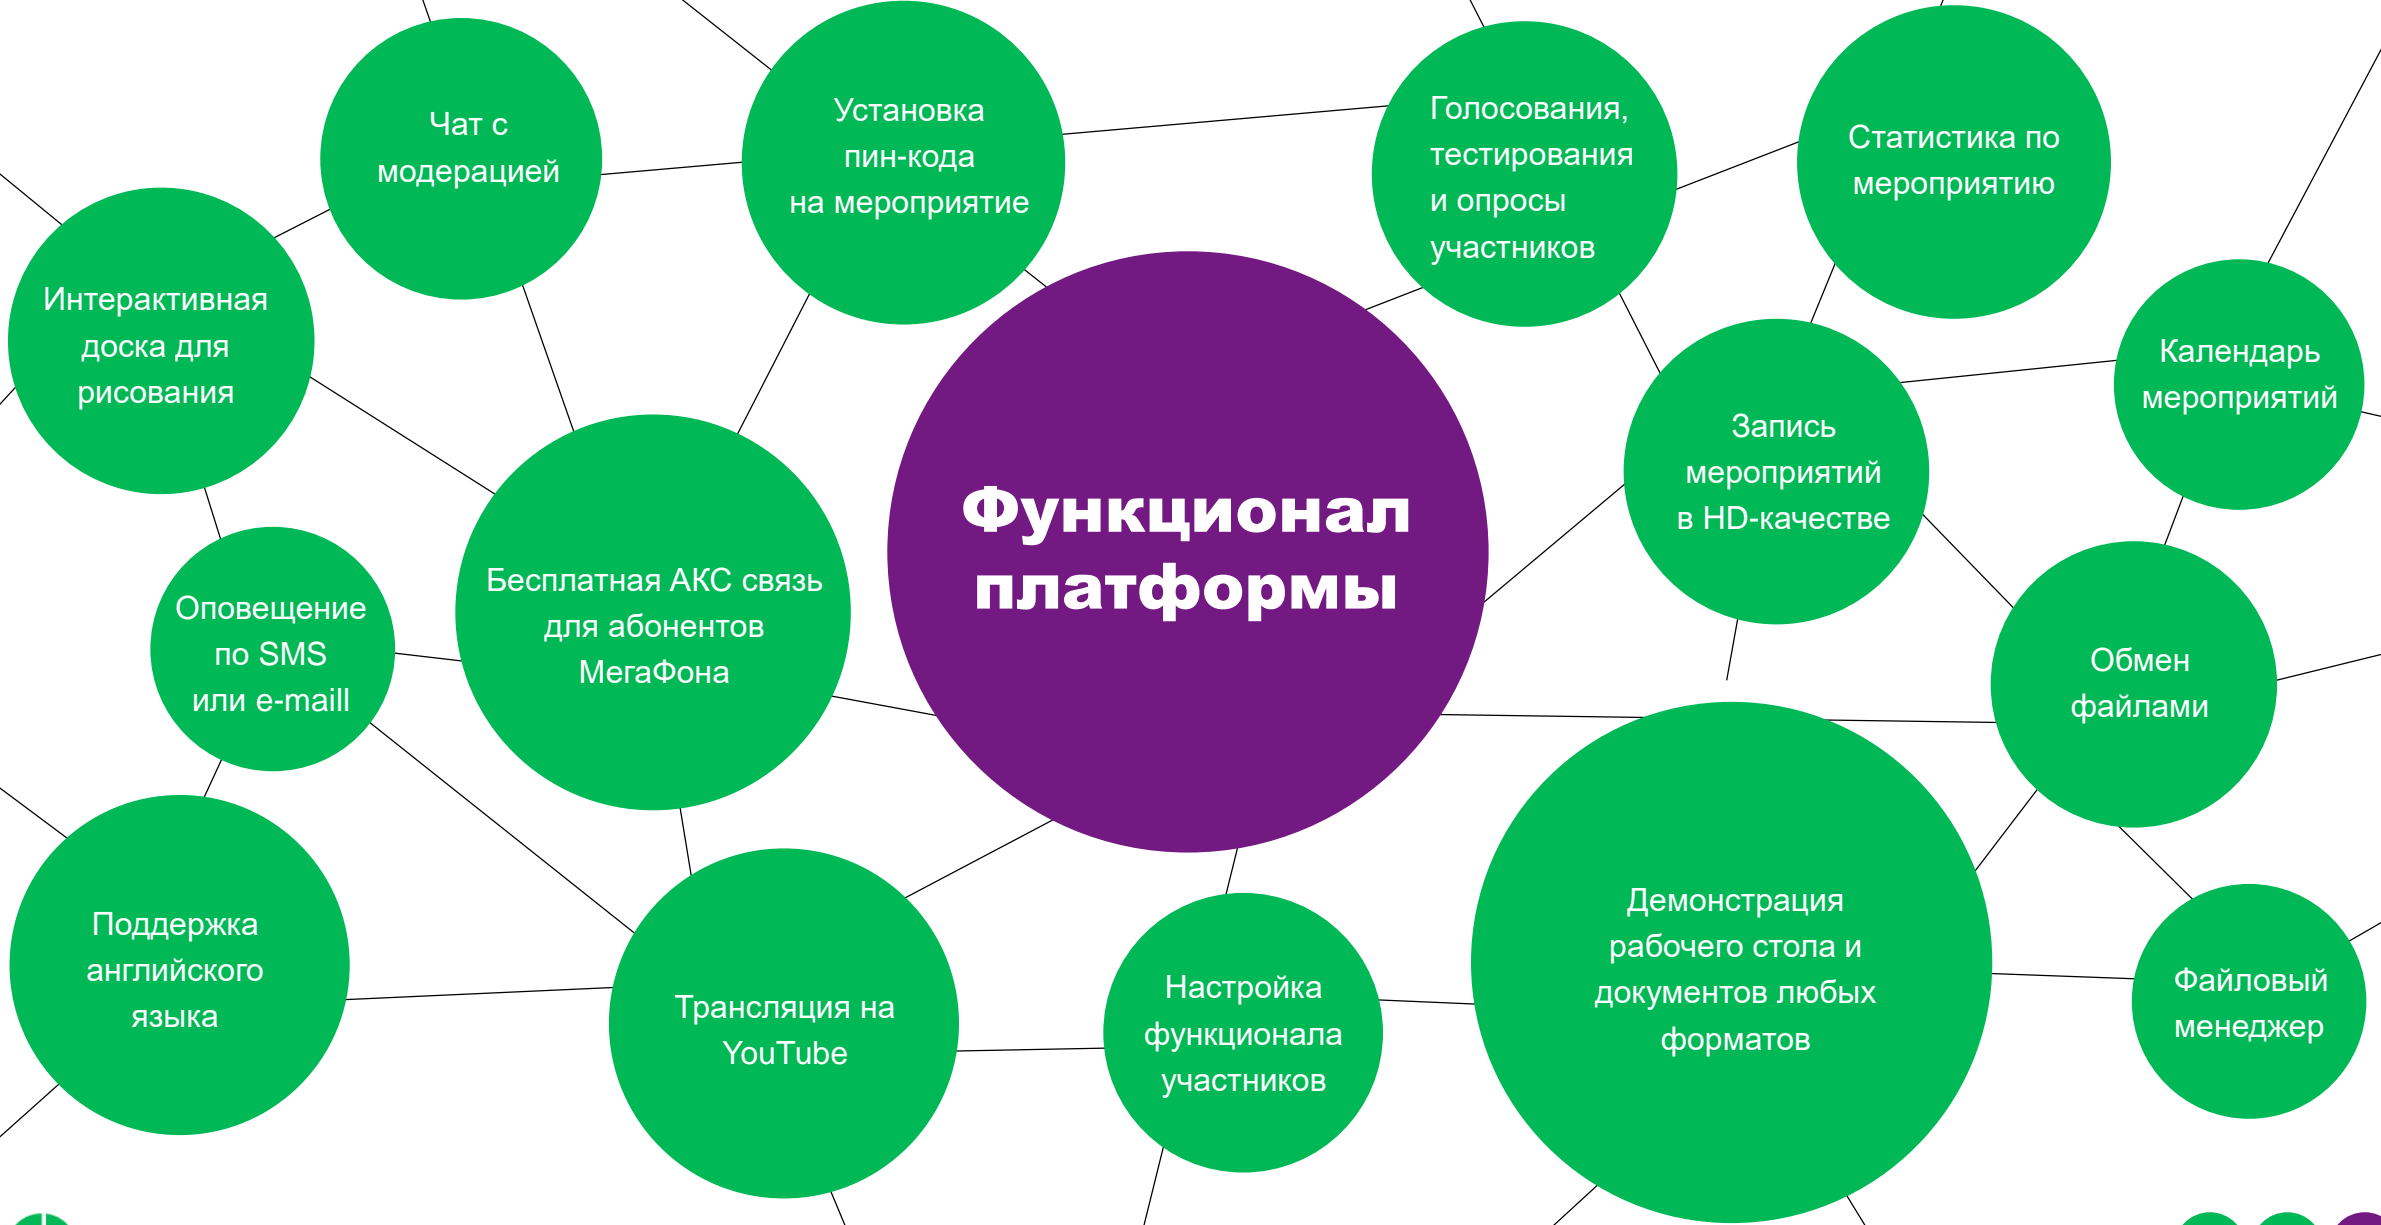 Чат с
модерацией
Установка
пин-кода
на мероприятие
Голосования,
тестирования
и опросы
участников
Статистика по
мероприятию
Интерактивная
доска для
рисования
Календарь
мероприятий
Запись
мероприятий
в HD-качестве
Функционал
платформы
Оповещение
по SMS
или e-maill
Бесплатная АКС связь
для абонентов
МегаФона
Обмен
файлами
Поддержка
английского
языка
Трансляция на
YouTube
Настройка
функционала
участников
Демонстрация
рабочего стола и
документов любых
форматов
Файловый
менеджер